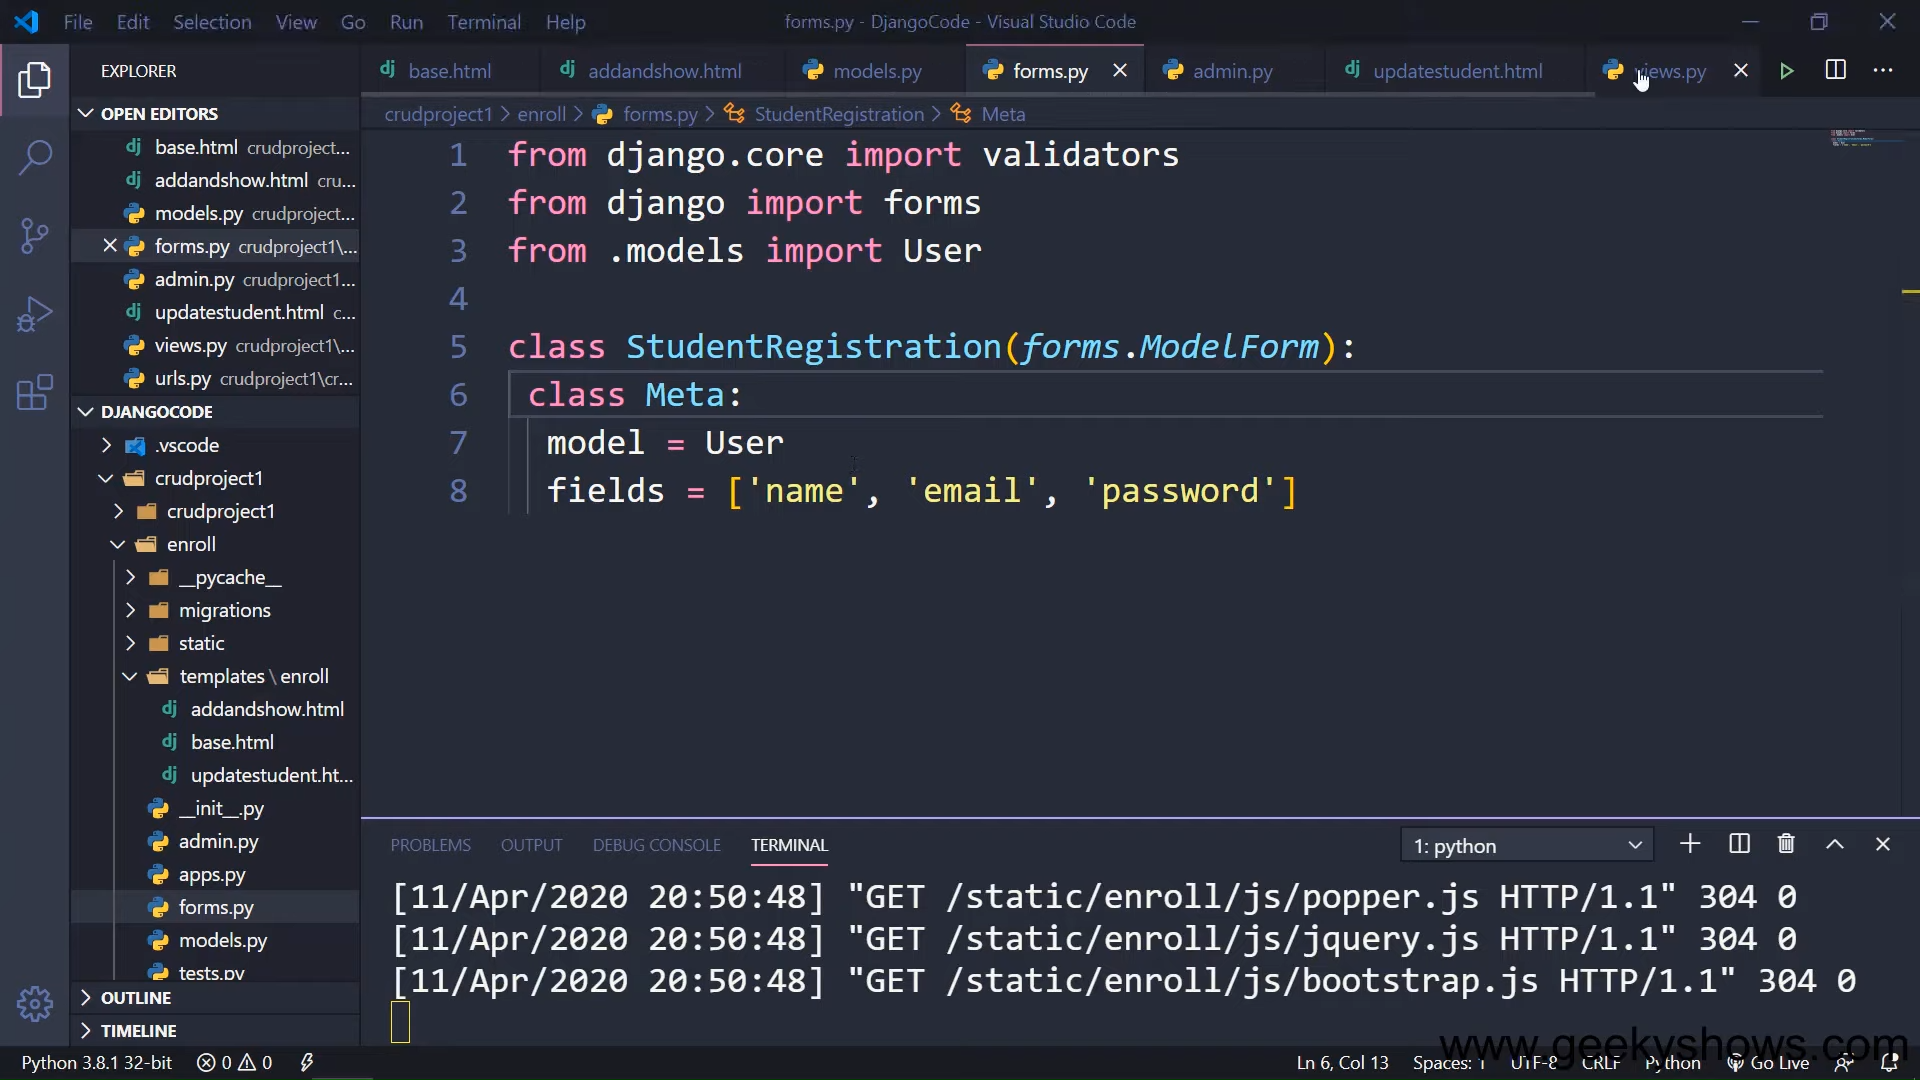 File Edit Selection View Go Run Terminal Help forms.py - DjangoCode - Visual Studio Code
EXPLORER
base.html addandshow.html models.py forms.py admin.py updatestudent.html views.py
OPEN EDITORS
base.html crudproject...
addandshow.html cru...
models.py crudproject...
forms.py crudproject1\...
admin.py crudproject1...
updatestudent.html c...
views.py crudproject1\...
urls.py crudproject1\cr...
DJANGOCODE
.vscode
crudproject1
crudproject1
enroll
__pycache__
migrations
static
templates \ enroll
addandshow.html
base.html
updatestudent.ht...
__init__.py
admin.py
apps.py
forms.py
models.py
tests.py
OUTLINE
TIMELINE
crudproject1 > enroll > forms.py > StudentRegistration > Meta
1 from django.core import validators
2 from django import forms
3 from .models import User
4
5 class StudentRegistration(forms.ModelForm):
6 class Meta:
7 model = User
8 fields = ['name', 'email', 'password']
PROBLEMS OUTPUT DEBUG CONSOLE TERMINAL 1: python
[11/Apr/2020 20:50:48] "GET /static/enroll/js/popper.js HTTP/1.1" 304 0
[11/Apr/2020 20:50:48] "GET /static/enroll/js/jquery.js HTTP/1.1" 304 0
[11/Apr/2020 20:50:48] "GET /static/enroll/js/bootstrap.js HTTP/1.1" 304 0
www.geekyshows.com
Python 3.8.1 32-bit 0 0 Ln 6, Col 13 Spaces: 1 UTF-8 CRLF Python Go Live